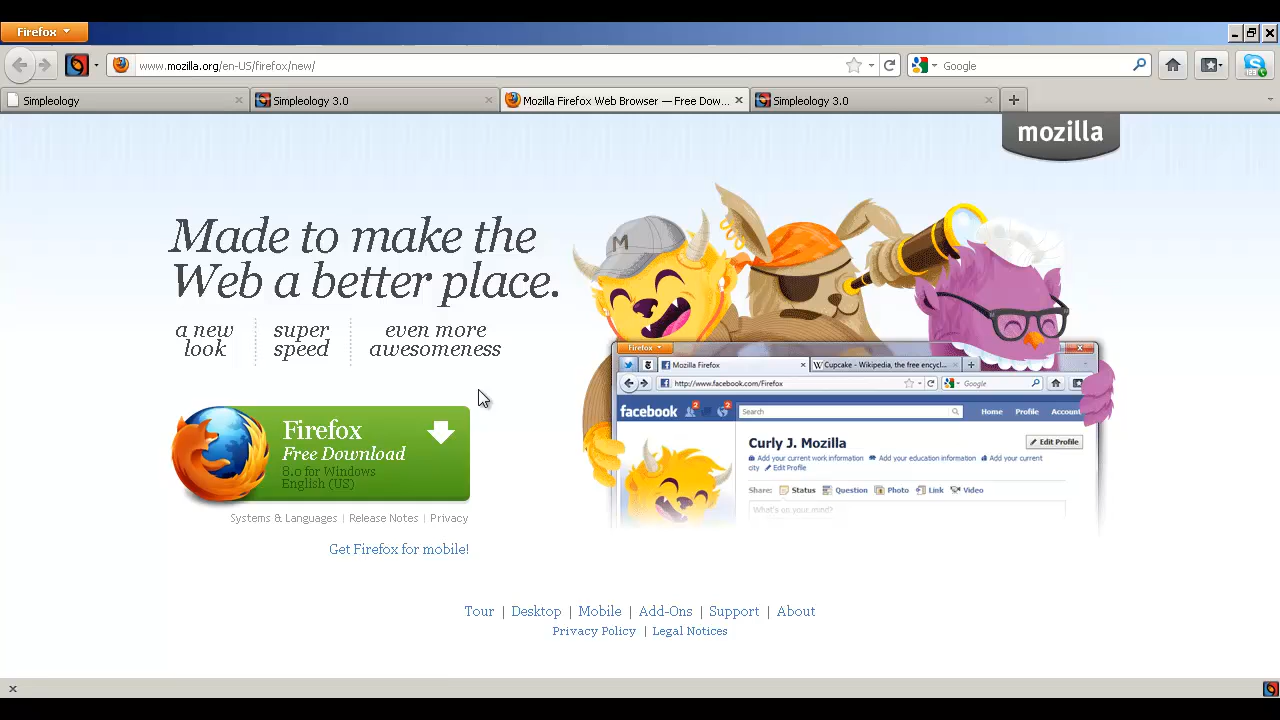 Firefox
www.mozilla.org/en-US/firefox/new/
Google
Simpleology
Simpleology 3.0
Mozilla Firefox Web Browser — Free Dow...
Simpleology 3.0
mozilla
Made to make the
Web a better place.
a new
look
super
speed
even more
awesomeness
M
Firefox
Free Download
8.0 for Windows
English (US)
Systems & Languages | Release Notes | Privacy
Get Firefox for mobile!
Firefox
Mozilla Firefox
W Cupcake - Wikipedia, the free encycl...
http://www.facebook.com/Firefox
Google
facebook
2
2
Search
Home Profile Account
Curly J. Mozilla
Edit Profile
Add your current work information Add your education information Add your current
city Edit Profile
Share: Status Question Photo Link Video
What's on your mind?
Tour | Desktop | Mobile | Add-Ons | Support | About
Privacy Policy | Legal Notices